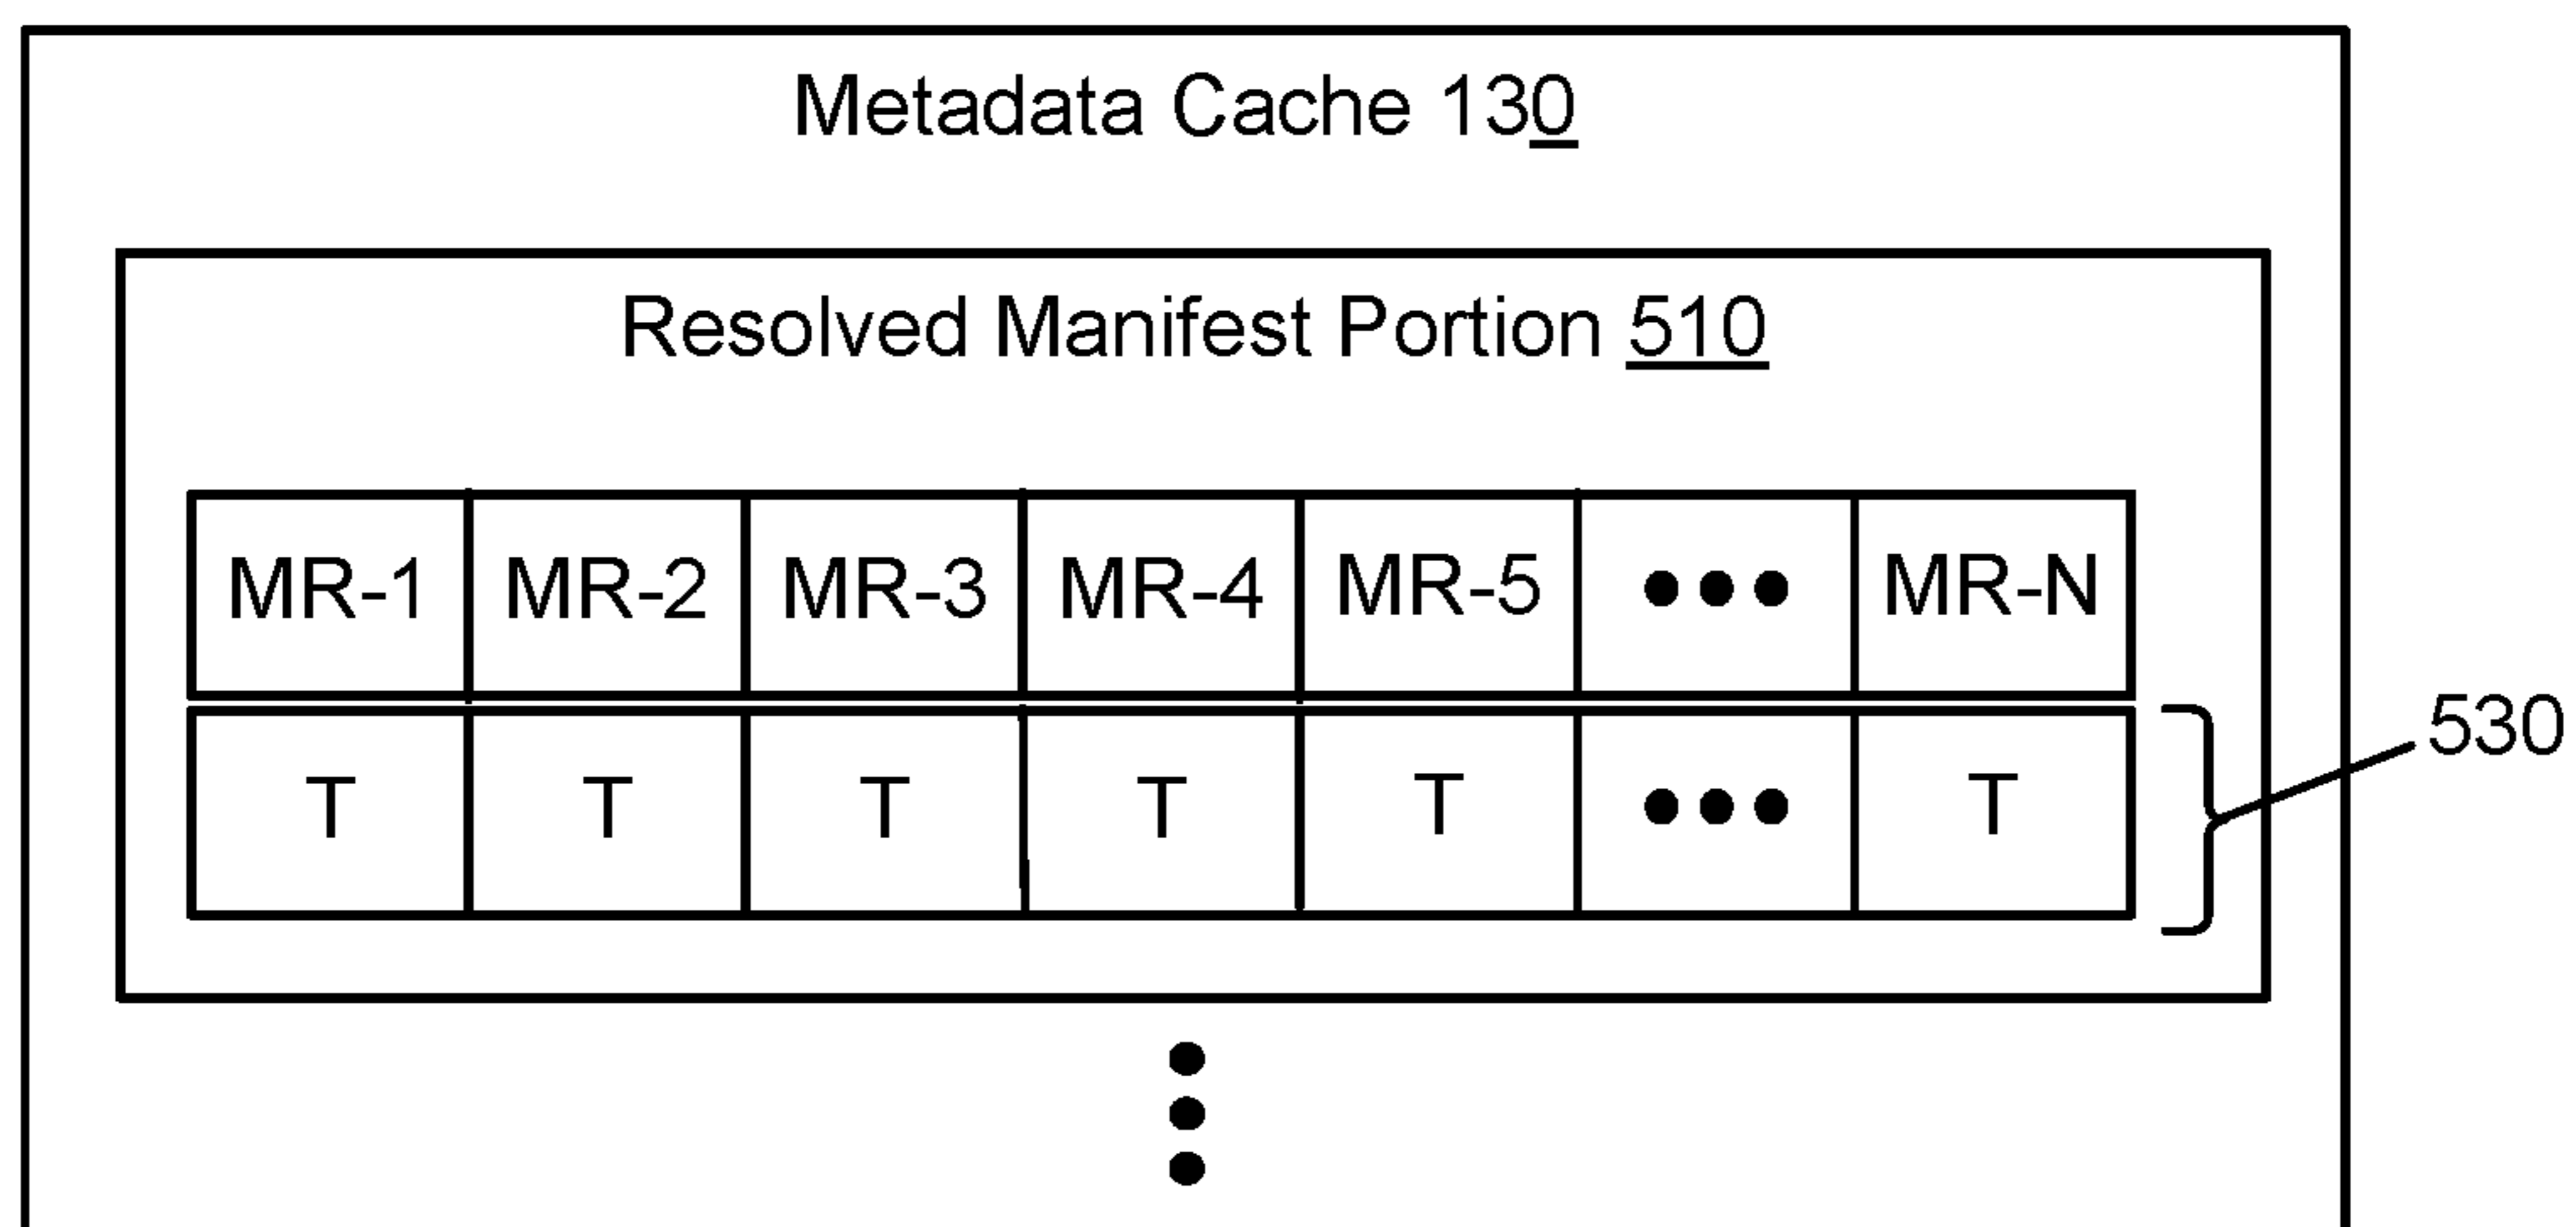 Metadata Cache 130
Resolved Manifest Portion 510
MR-1 MR-2 MR-3 MR-4 MR-5 ••• MR-N
530
T T T T T ••• T